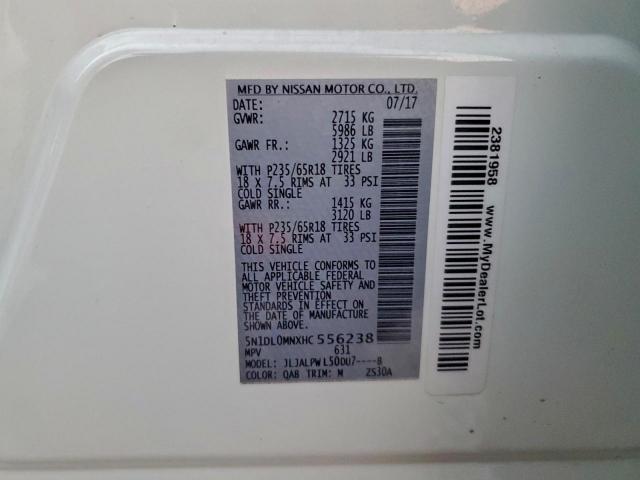 MFD BY NISSAN MOTOR CO., LTD.
DATE: 07/17
GVWR: 2715 KG
5986 LB
GAWR FR.: 1325 KG
2921 LB
WITH P235/65R18 TIRES
18 X 7.5 RIMS AT 33 PSI
COLD SINGLE
GAWR RR.: 1415 KG
3120 LB
WITH P235/65R18 TIRES
18 X 7.5 RIMS AT 33 PSI
COLD SINGLE
THIS VEHICLE CONFORMS TO
ALL APPLICABLE FEDERAL
MOTOR VEHICLE SAFETY AND
THEFT PREVENTION
STANDARDS IN EFFECT ON
THE DATE OF MANUFACTURE
SHOWN ABOVE.
5N1DL0MNXHC556238
MPV 631
MODEL: JLJALPW L50DU7----B
COLOR: QAB TRIM: M ZS30A
2381958
www.MyDealerLot.com